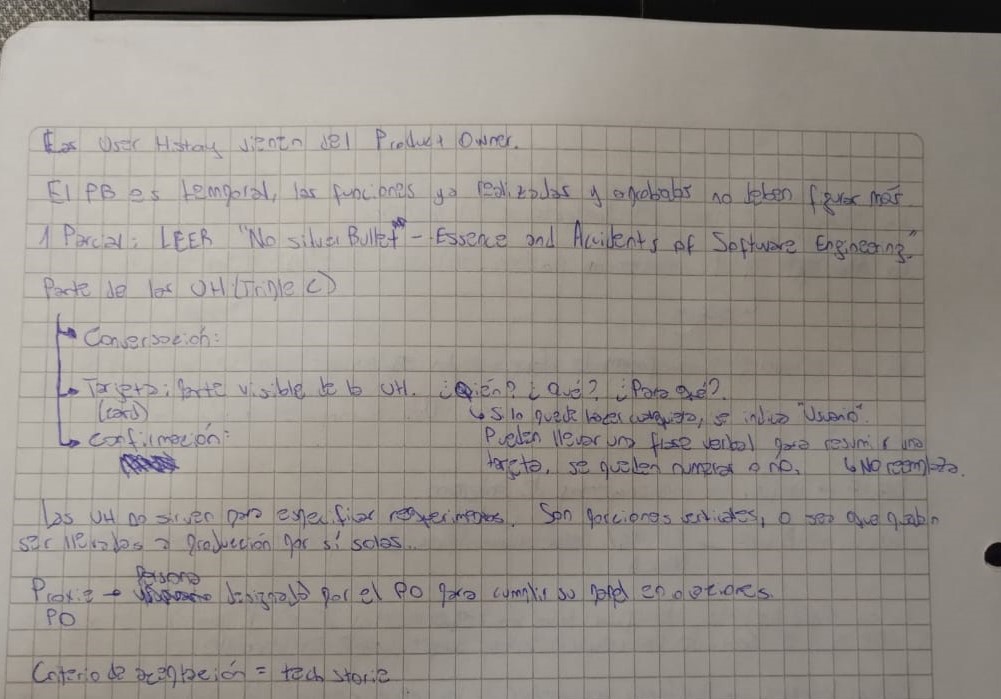 Las User History vienen del Product Owner.
El PB es temporal, las funciones ya realizadas y aprobabas no deben figurar más.
1 Parcial: LEER "No silver Bullet" - Essence and Accidents of Software Engineering."
Parte de las UH (Triple C)
Conversación:
Tarjeta: Parte visible de la UH. ¿Quién? ¿Qué? ¿Para qué?
(card) Si lo puede hacer cualquiera, se indica "Usuario".
Confirmación: Pueden llevar una frase verbal para resumir una
tarjeta, se pueden numerar o no. No reemplaza.
Las UH no sirven para especificar requerimientos. Son porciones verticales, o sea que puedan
ser llevadas a producción por sí solas.
Proxie → Persona designada por el PO para cumplir su papel en ocaciones.
PO
Criterio de aceptación = tech storie